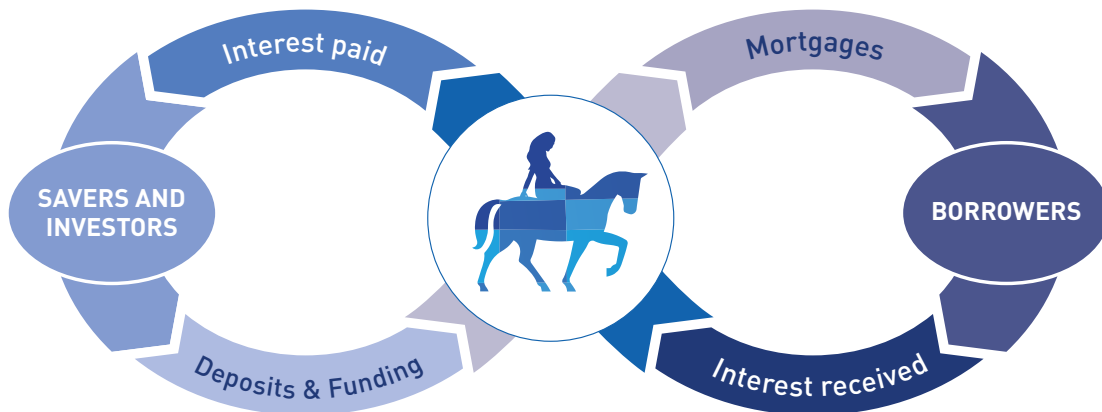 Interest paid
Mortgages
SAVERS AND
INVESTORS
BORROWERS
Deposits & Funding
Interest received